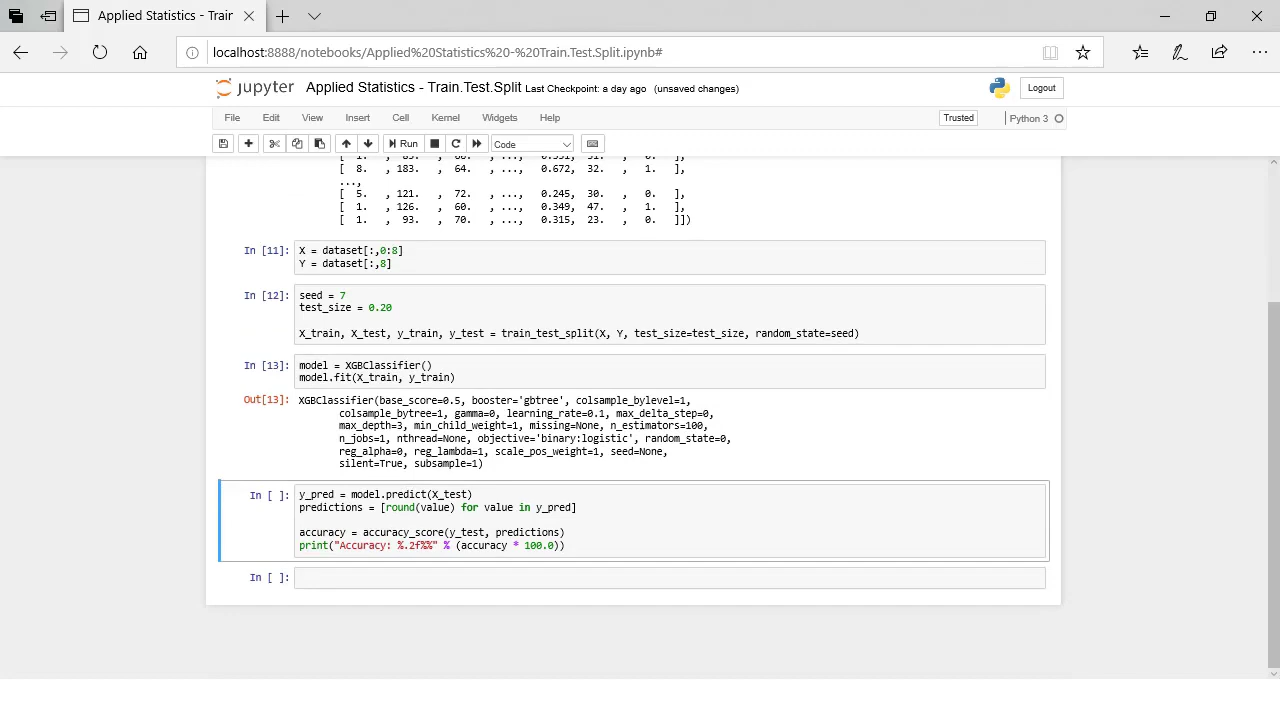 Applied Statistics - Trair
localhost:8888/notebooks/Applied%20Statistics%20-%20Train.Test.Split.ipynb#
jupyter Applied Statistics - Train.Test.Split Last Checkpoint: a day ago (unsaved changes)
Logout
File Edit View Insert Cell Kernel Widgets Help
Trusted Python 3
Run Code
[ 8. , 183. , 64. , ..., 0.672, 32. , 1. ],
...,
[ 5. , 121. , 72. , ..., 0.245, 30. , 0. ],
[ 1. , 126. , 60. , ..., 0.349, 47. , 1. ],
[ 1. , 93. , 70. , ..., 0.315, 23. , 0. ]])
In [11]: X = dataset[:,0:8]
Y = dataset[:,8]
In [12]: seed = 7
test_size = 0.20
X_train, X_test, y_train, y_test = train_test_split(X, Y, test_size=test_size, random_state=seed)
In [13]: model = XGBClassifier()
model.fit(X_train, y_train)
Out[13]: XGBClassifier(base_score=0.5, booster='gbtree', colsample_bylevel=1,
colsample_bytree=1, gamma=0, learning_rate=0.1, max_delta_step=0,
max_depth=3, min_child_weight=1, missing=None, n_estimators=100,
n_jobs=1, nthread=None, objective='binary:logistic', random_state=0,
reg_alpha=0, reg_lambda=1, scale_pos_weight=1, seed=None,
silent=True, subsample=1)
In [ ]: y_pred = model.predict(X_test)
predictions = [round(value) for value in y_pred]
accuracy = accuracy_score(y_test, predictions)
print("Accuracy: %.2f%%" % (accuracy * 100.0))
In [ ]: